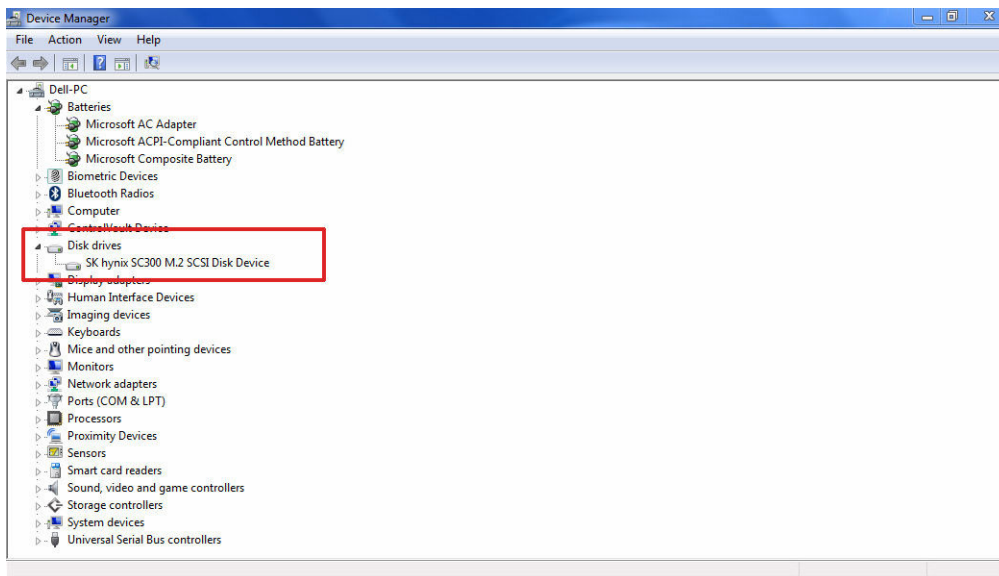 Device Manager
File Action View Help
Dell-PC
Batteries
Microsoft AC Adapter
Microsoft ACPI-Compliant Control Method Battery
Microsoft Composite Battery
Biometric Devices
Bluetooth Radios
Computer
ControlVault Device
Disk drives
SK hynix SC300 M.2 SCSI Disk Device
Display adapters
Human Interface Devices
Imaging devices
Keyboards
Mice and other pointing devices
Monitors
Network adapters
Ports (COM & LPT)
Processors
Proximity Devices
Sensors
Smart card readers
Sound, video and game controllers
Storage controllers
System devices
Universal Serial Bus controllers